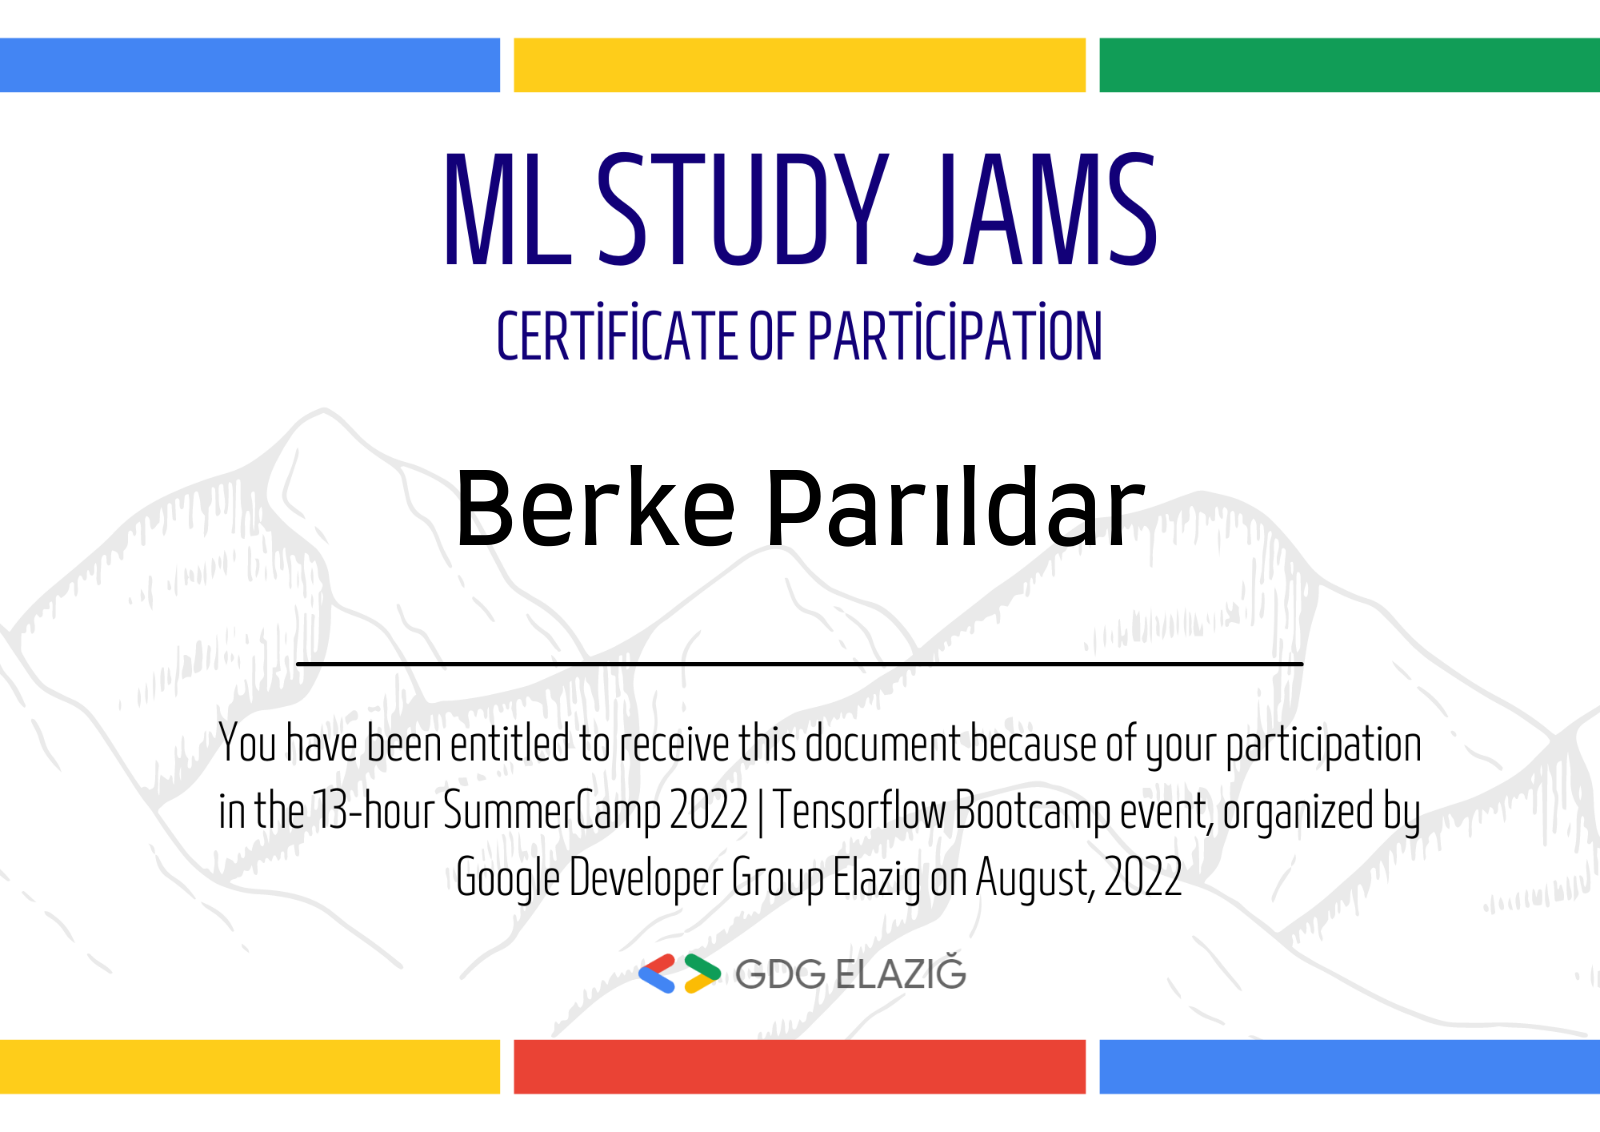 ML STUDY JAMS
CERTİFİCATE OF PARTİCİPATİON
Berke Parıldar
You have been entitled to receive this document because of your participation
in the 13-hour SummerCamp 2022 | Tensorflow Bootcamp event, organized by
Google Developer Group Elazig on August, 2022
GDG ELAZIĞ